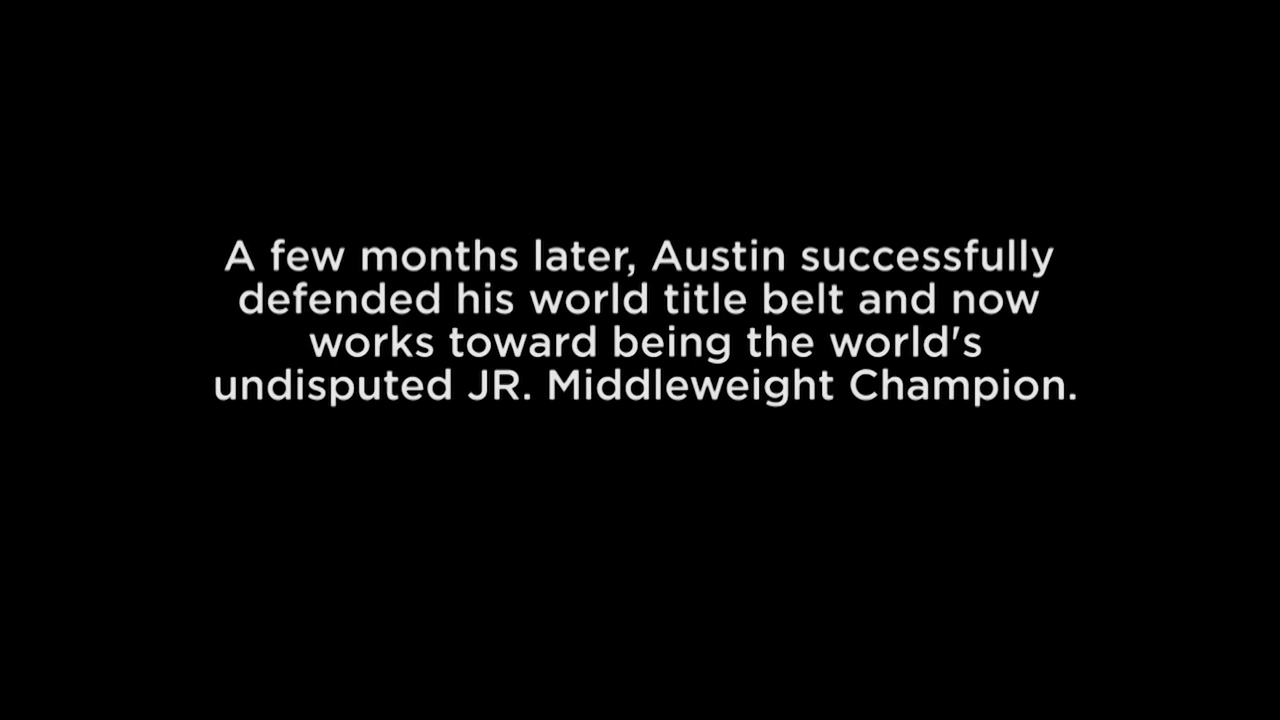 A few months later, Austin successfully
defended his world title belt and now
works toward being the world's
undisputed JR. Middleweight Champion.